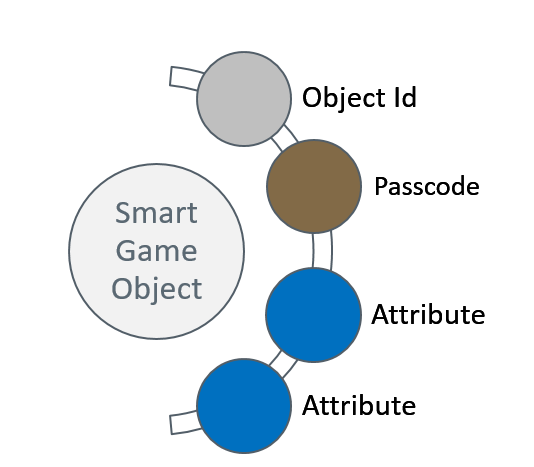 Object Id
Passcode
Smart
Game
Object
Attribute
Attribute